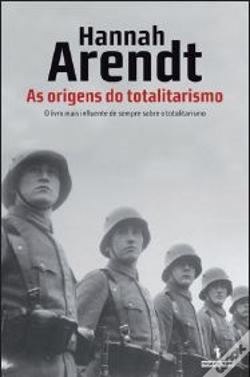 Hannah
Arendt
As origens do totalitarismo
O livro mais influente de sempre sobre o totalitarismo